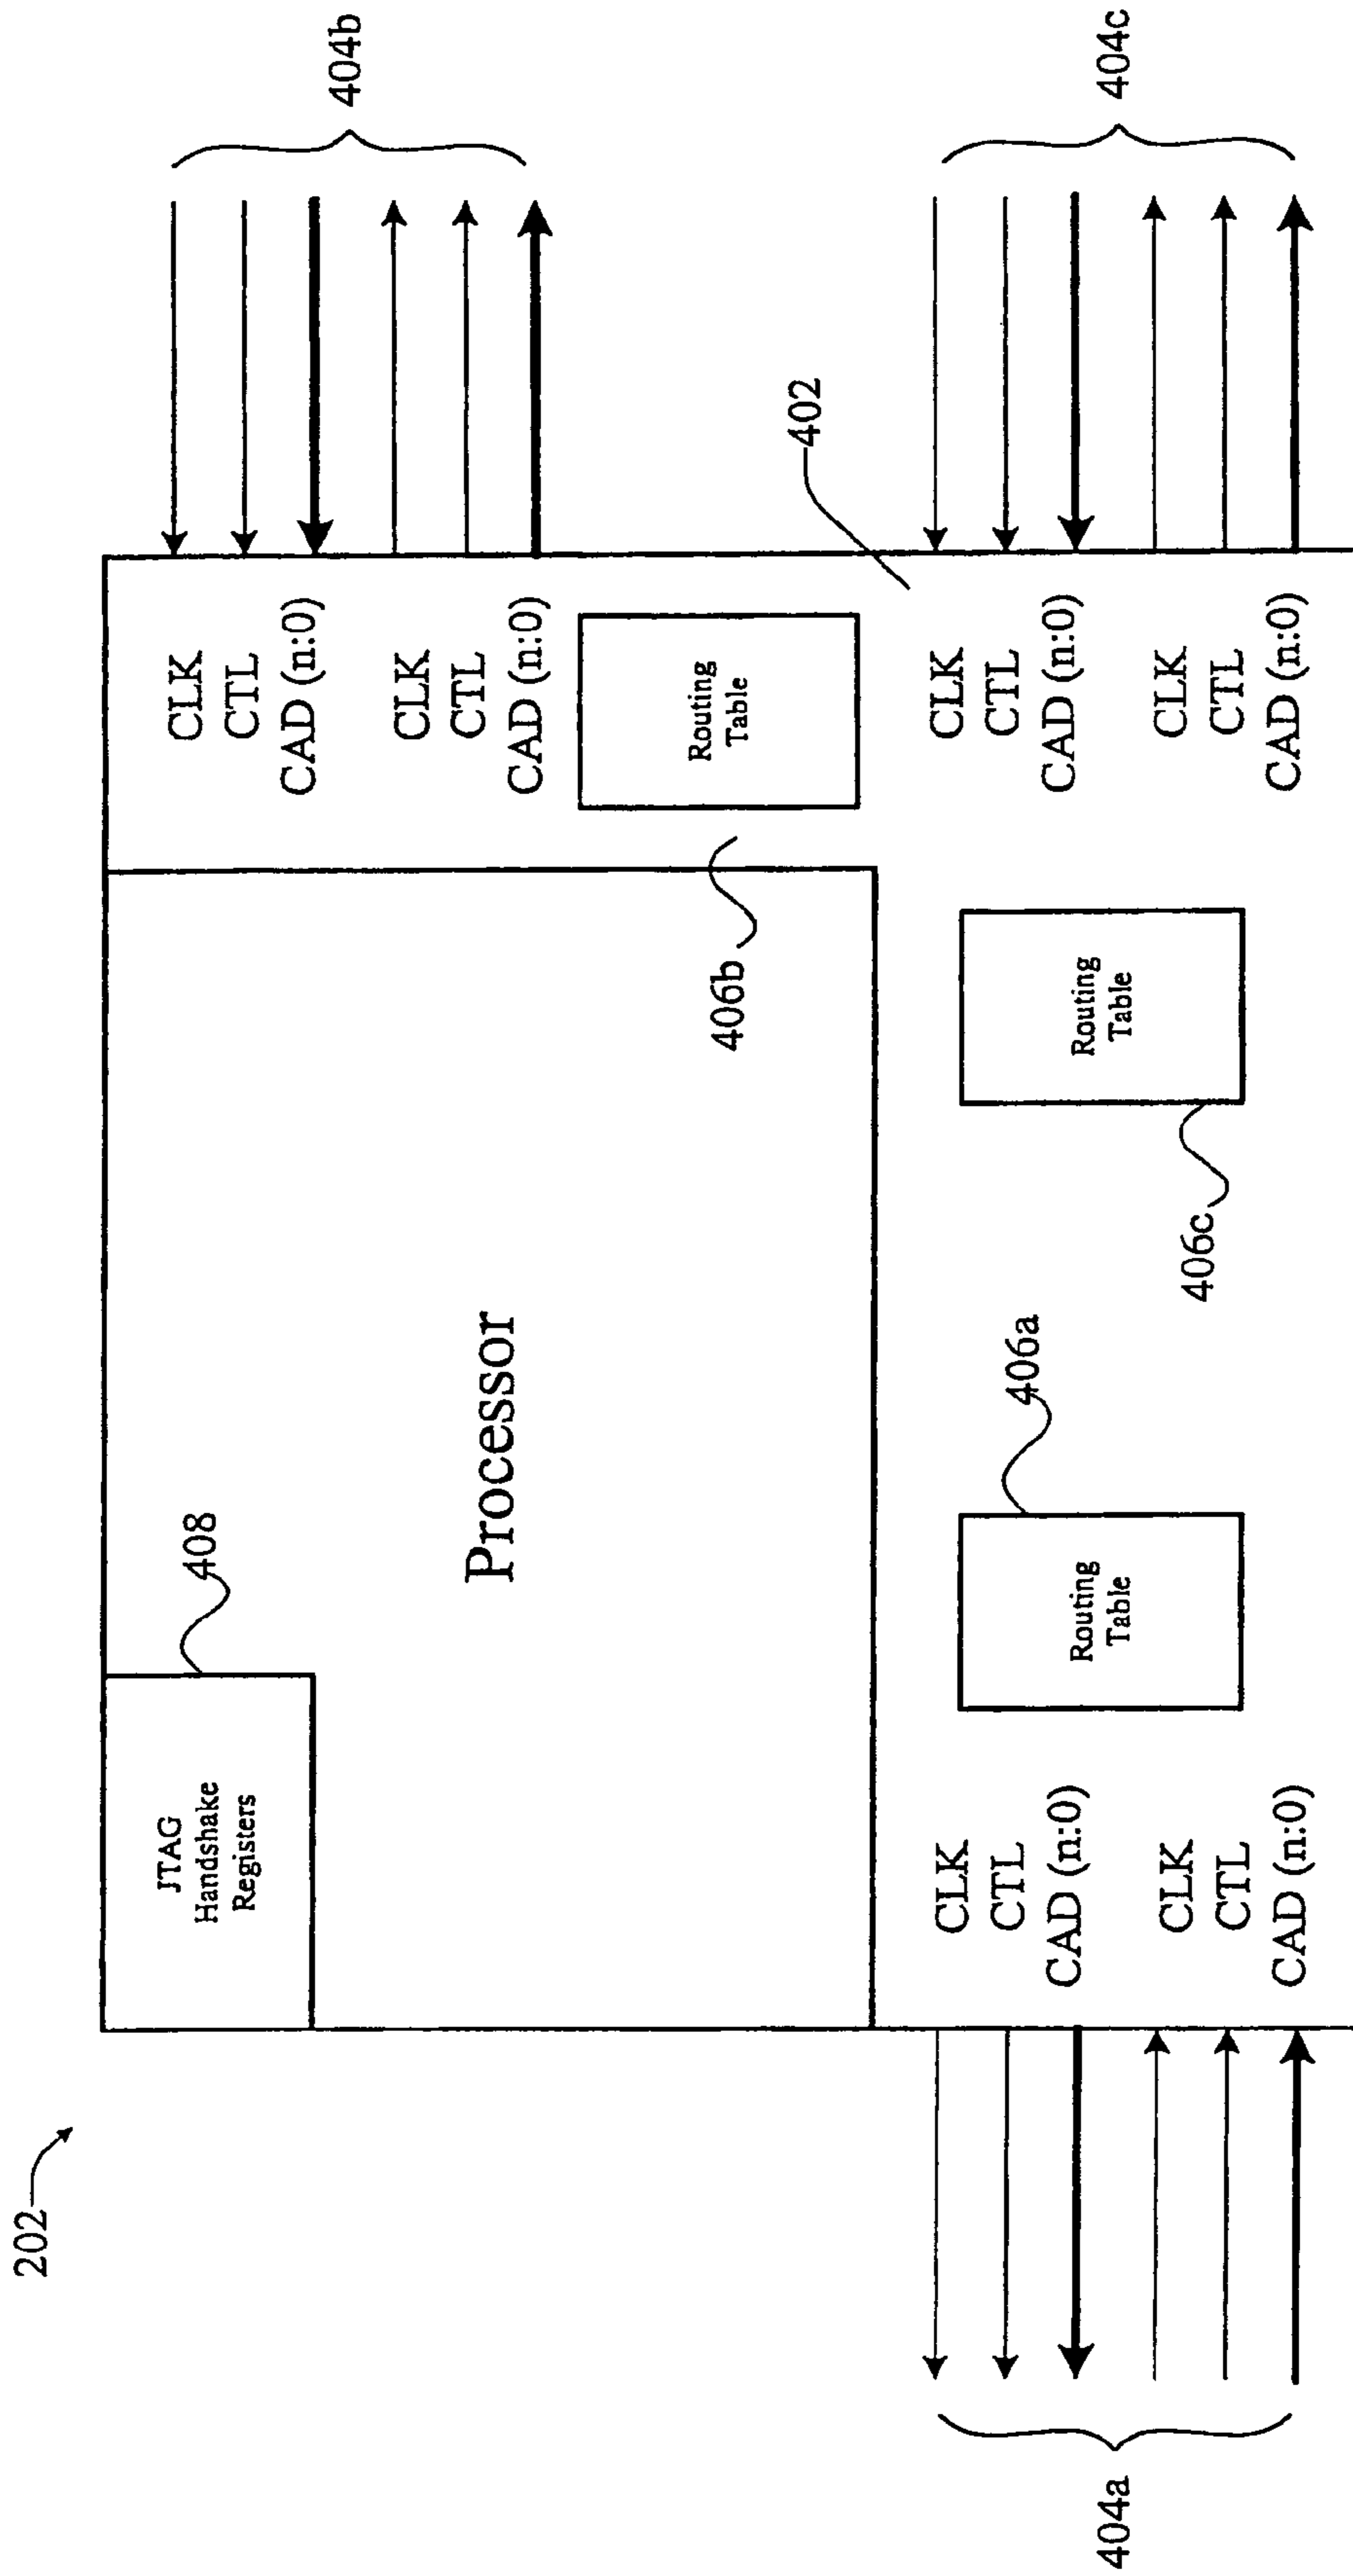 202
JTAG
Handshake
Registers
408
Processor
CLK
CTL
CAD (n:0)
CLK
CTL
CAD (n:0)
404b
Routing
Table
406b
402
CLK
CTL
CAD (n:0)
CLK
CTL
CAD (n:0)
404a
Routing
Table
406a
Routing
Table
406c
CLK
CTL
CAD (n:0)
CLK
CTL
CAD (n:0)
404c